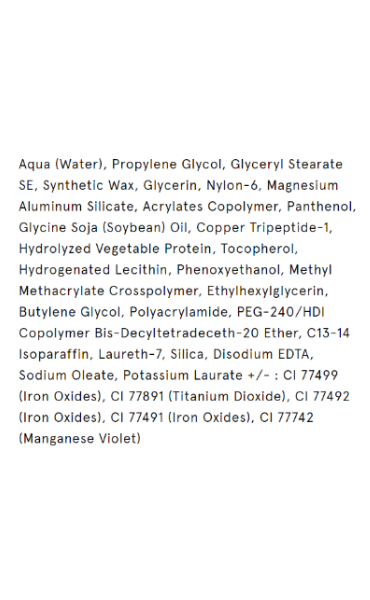 Aqua (Water), Propylene Glycol, Glyceryl Stearate
SE, Synthetic Wax, Glycerin, Nylon-6, Magnesium
Aluminum Silicate, Acrylates Copolymer, Panthenol,
Glycine Soja (Soybean) Oil, Copper Tripeptide-1,
Hydrolyzed Vegetable Protein, Tocopherol,
Hydrogenated Lecithin, Phenoxyethanol, Methyl
Methacrylate Crosspolymer, Ethylhexylglycerin,
Butylene Glycol, Polyacrylamide, PEG-240/HDI
Copolymer Bis-Decyltetradeceth-20 Ether, C13-14
Isoparaffin, Laureth-7, Silica, Disodium EDTA,
Sodium Oleate, Potassium Laurate +/- : CI 77499
(Iron Oxides), CI 77891 (Titanium Dioxide), CI 77492
(Iron Oxides), CI 77491 (Iron Oxides), CI 77742
(Manganese Violet)